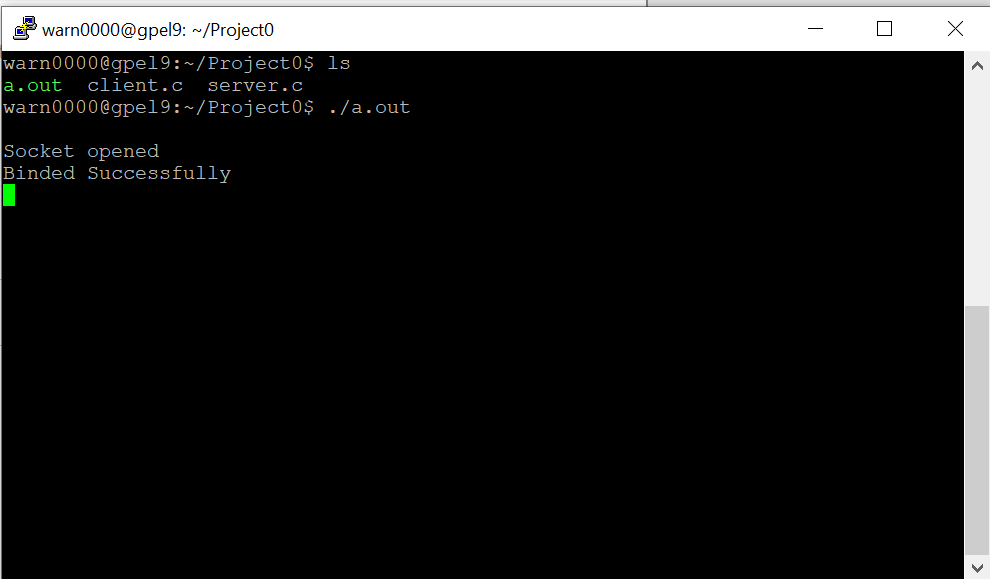 warn0000@gpel9: ~/Project0
warn0000@gpel9:~/Project0$ ls
a.out  client.c  server.c
warn0000@gpel9:~/Project0$ ./a.out
Socket opened
Binded Successfully